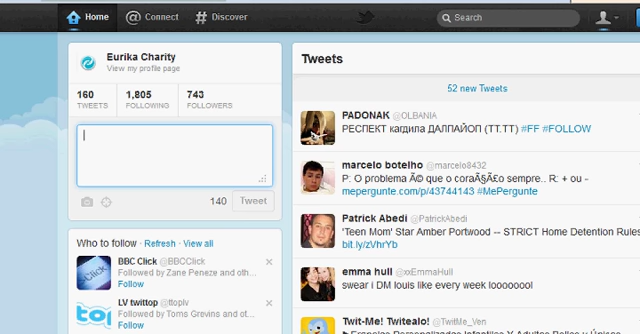 Home @ Connect # Discover Search
Eurika Charity
View my profile page
160 1,805 743
TWEETS FOLLOWING FOLLOWERS
140 Tweet
Who to follow · Refresh · View all
BBC Click @BBCClick
Followed by Zane Peneze and oth...
Follow
LV twittop @ttoplv
Followed by Toms Grevins and ot...
Follow
Tweets
52 new Tweets
PADONAK @OLBANIA
РЕСПЕКТ кагдила ДАЛПАЙОП (TT.TT) #FF #FOLLOW
marcelo botelho @marcelo8432
P: O problema Ã© que o coraÃ§Ã£o sempre.. R: + ou -
mepergunte.com/p/43744143 #MePergunte
Patrick Abedi @PatrickAbedi
'Teen Mom' Star Amber Portwood -- STRICT Home Detention Rules
bit.ly/zVhrYb
emma hull @xxEmmaHull
swear i DM louis like every week looooooo!
Twit-Me! Twitealo! @TwitMe_Ven